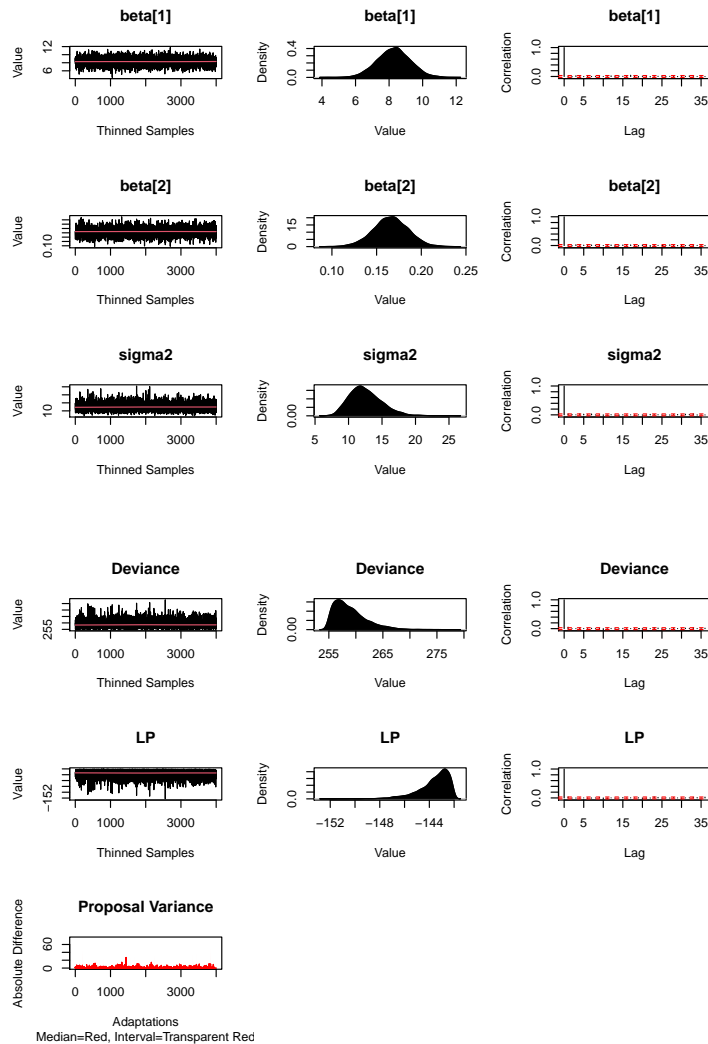 beta[1] beta[1] beta[1]
Value 6 12 Density 0.0 0.4 Correlation 0.0 1.0
0 1000 3000 4 6 8 10 12 0 5 15 25 35
Thinned Samples Value Lag
beta[2] beta[2] beta[2]
Value 0.10 Density 0 15 Correlation 0.0 1.0
0 1000 3000 0.10 0.15 0.20 0.25 0 5 15 25 35
Thinned Samples Value Lag
sigma2 sigma2 sigma2
Value 10 Density 0.00 Correlation 0.0 1.0
0 1000 3000 5 10 15 20 25 0 5 15 25 35
Thinned Samples Value Lag
Deviance Deviance Deviance
Value 255 Density 0.00 Correlation 0.0 1.0
0 1000 3000 255 265 275 0 5 15 25 35
Thinned Samples Value Lag
LP LP LP
Value −152 Density 0.0 Correlation 0.0 1.0
0 1000 3000 −152 −148 −144 0 5 15 25 35
Thinned Samples Value Lag
Proposal Variance
Absolute Difference 0 60
0 1000 3000
Adaptations
Median=Red, Interval=Transparent Red